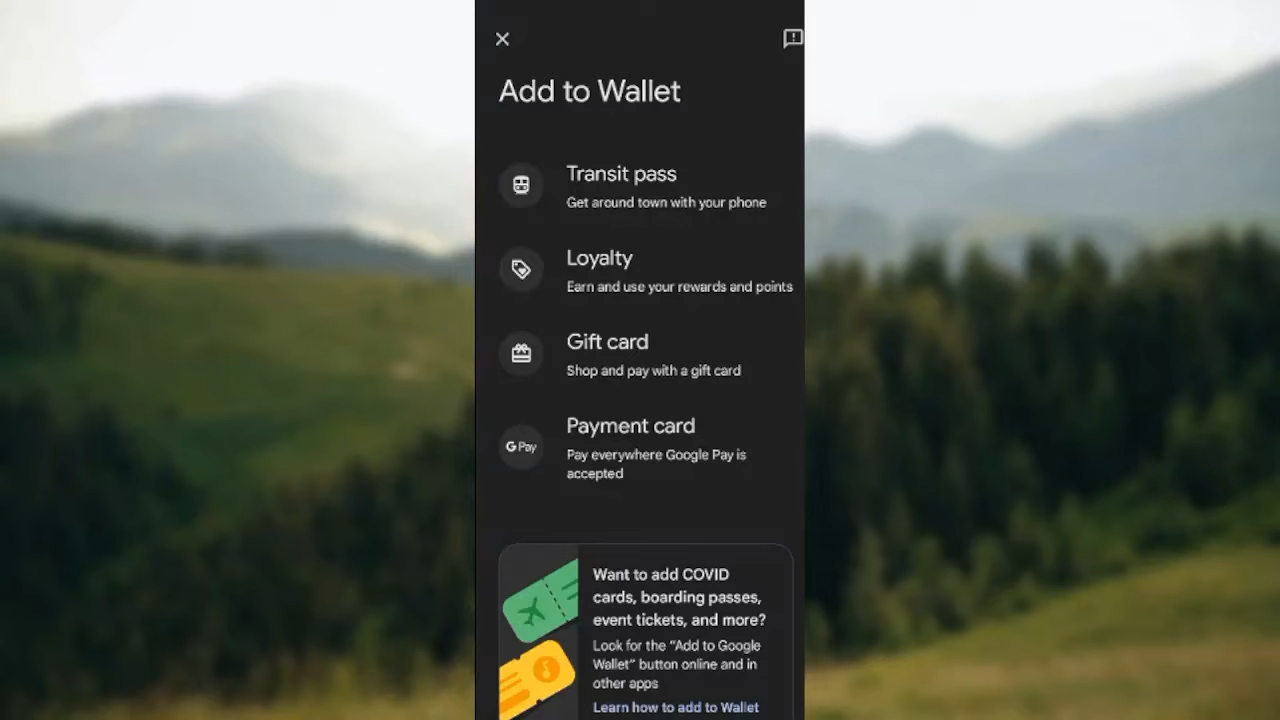 Add to Wallet
Transit pass
Get around town with your phone
Loyalty
Earn and use your rewards and points
Gift card
Shop and pay with a gift card
G Pay
Payment card
Pay everywhere Google Pay is
accepted
Want to add COVID
cards, boarding passes,
event tickets, and more?
Look for the “Add to Google
Wallet” button online and in
other apps
Learn how to add to Wallet